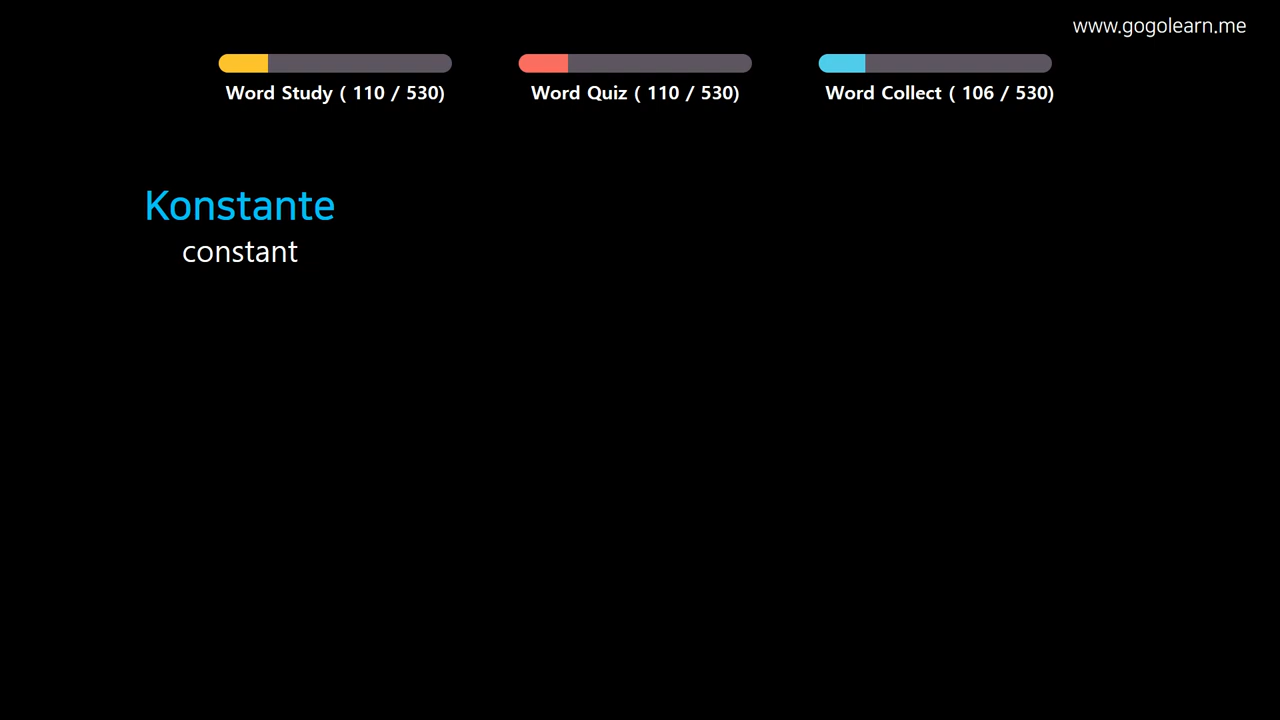 www.gogolearn.me
Word Study ( 110 / 530)
Word Quiz ( 110 / 530)
Word Collect ( 106 / 530)
Konstante
constant